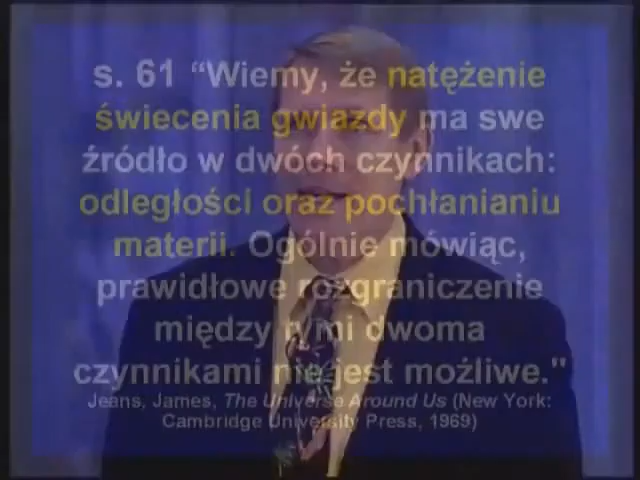 s. 61 “Wiemy, że natężenie
świecenia gwiazdy ma swe
źródło w dwóch czynnikach:
odległości oraz pochłanianiu
materii. Ogólnie mówiąc,
prawidłowe rozgraniczenie
między tymi dwoma
czynnikami nie jest możliwe."
Jeans, James, The Universe Around Us (New York:
Cambridge University Press, 1969)